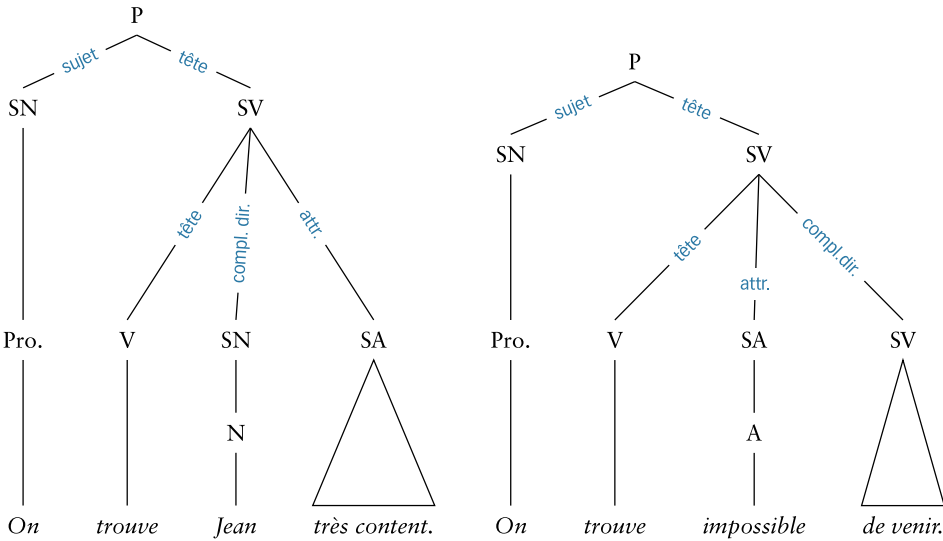 P
sujet
tête
SN
SV
tête
compl. dir.
attr.
Pro.
V
SN
SA
N
On
trouve
Jean
très content.
P
sujet
tête
SN
SV
tête
attr.
compl.dir.
Pro.
V
SA
SV
A
On
trouve
impossible
de venir.